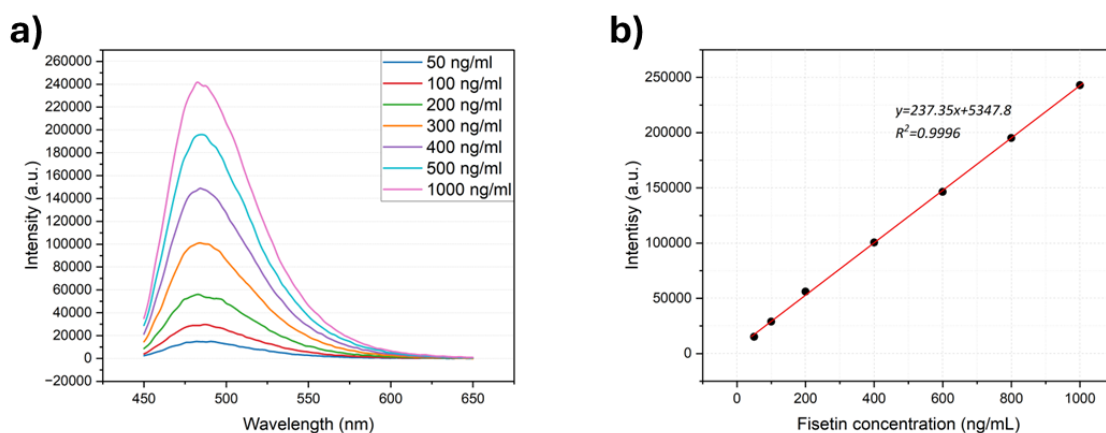 a)
260000
240000
220000
200000
180000
160000
140000
120000
100000
80000
60000
40000
20000
0
−20000
Intensity (a.u.)
450
500
550
600
650
Wavelength (nm)
50 ng/ml
100 ng/ml
200 ng/ml
300 ng/ml
400 ng/ml
500 ng/ml
1000 ng/ml
b)
250000
200000
150000
100000
50000
0
Intentisy (a.u.)
y=237.35x+5347.8
R²=0.9996
0
200
400
600
800
1000
Fisetin concentration (ng/mL)